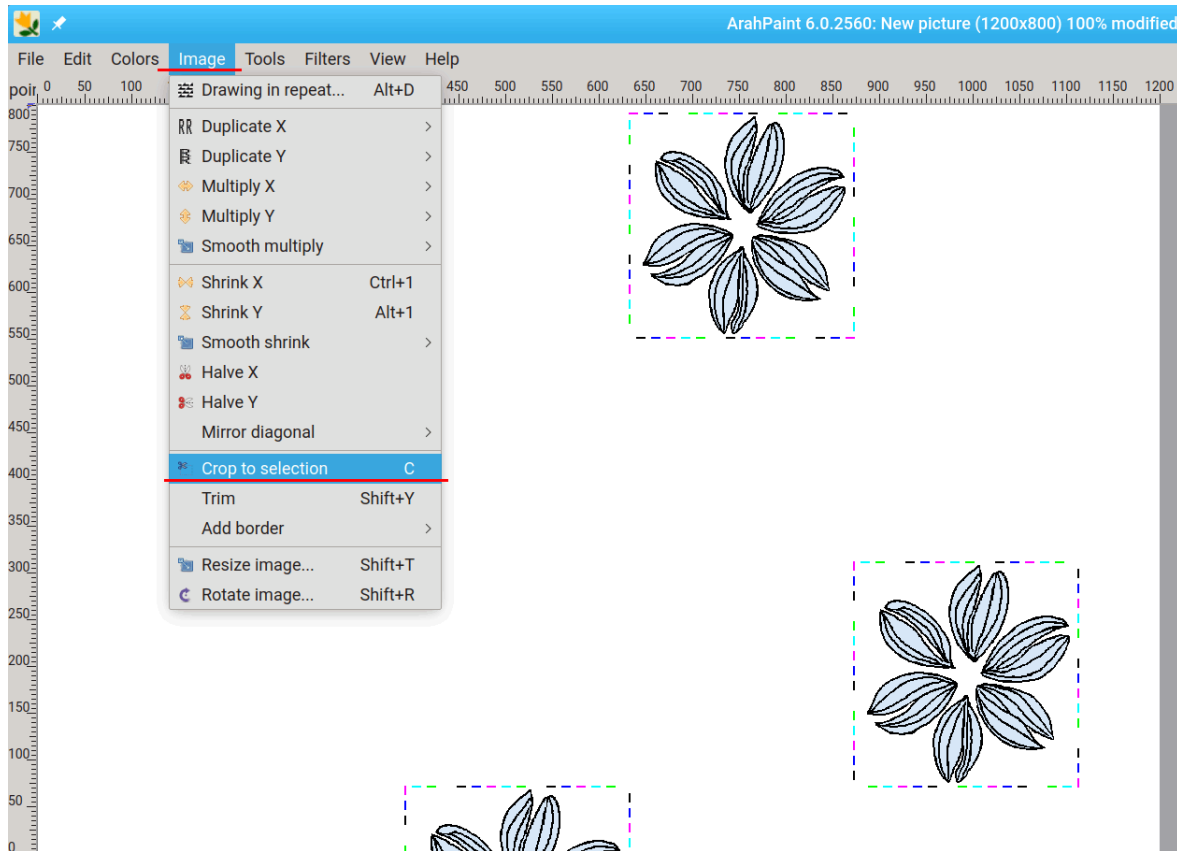 ArahPaint 6.0.2560: New picture (1200x800) 100% modified
File Edit Colors Image Tools Filters View Help
0 50 100 450 500 550 600 650 700 750 800 850 900 950 1000 1050 1100 1150 1200
Drawing in repeat... Alt+D
Duplicate X
Duplicate Y
Multiply X
Multiply Y
Smooth multiply
Shrink X Ctrl+1
Shrink Y Alt+1
Smooth shrink
Halve X
Halve Y
Mirror diagonal
Crop to selection C
Trim Shift+Y
Add border
Resize image... Shift+T
Rotate image... Shift+R
800
750
700
650
600
550
500
450
400
350
300
250
200
150
100
50
0